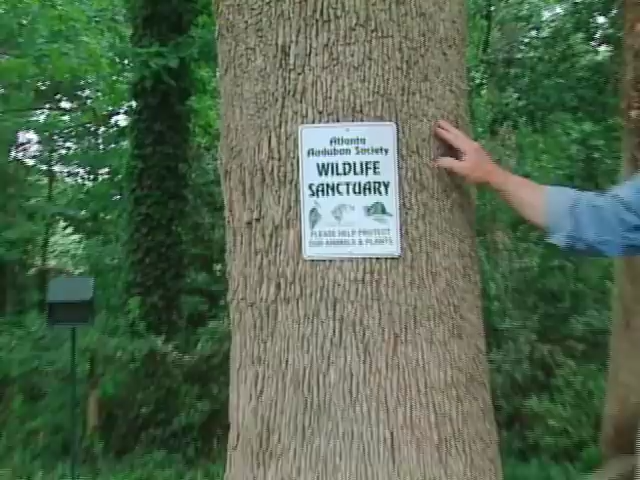 Atlanta
Audubon Society
WILDLIFE
SANCTUARY
PLEASE HELP PROTECT
OUR ANIMALS & PLANTS